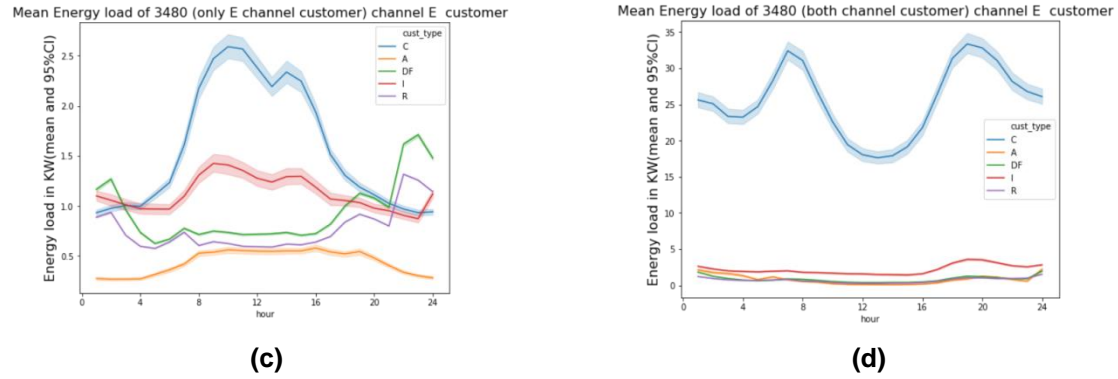 Mean Energy load of 3480 (only E channel customer) channel E customer
Energy load in KW(mean and 95%CI)
2.5
2.0
1.5
1.0
0.5
0
4
8
12
16
20
24
hour
cust_type
C
A
DF
I
R
(c)
Mean Energy load of 3480 (both channel customer) channel E customer
Energy load in KW(mean and 95%CI)
35
30
25
20
15
10
5
0
0
4
8
12
16
20
24
hour
cust_type
C
A
DF
I
R
(d)